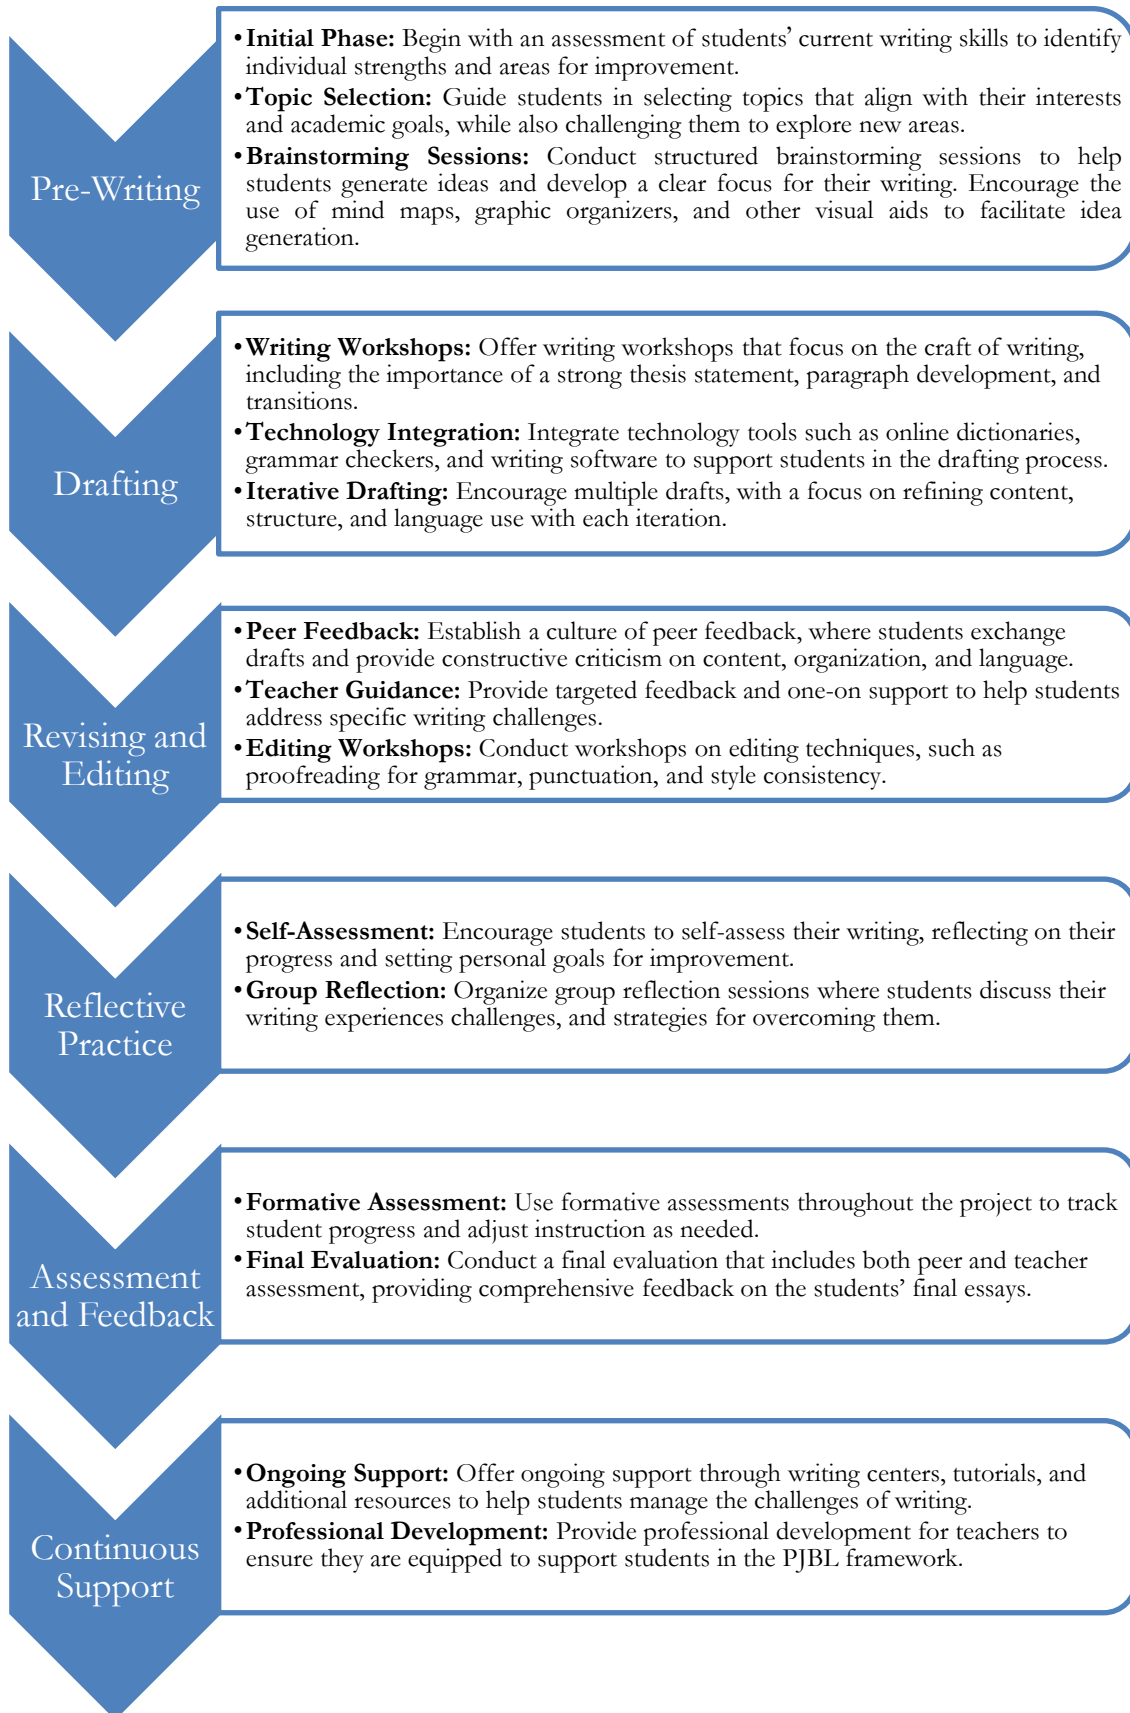 Pre-Writing
•Initial Phase: Begin with an assessment of students’ current writing skills to identify
individual strengths and areas for improvement.
•Topic Selection: Guide students in selecting topics that align with their interests
and academic goals, while also challenging them to explore new areas.
•Brainstorming Sessions: Conduct structured brainstorming sessions to help
students generate ideas and develop a clear focus for their writing. Encourage the
use of mind maps, graphic organizers, and other visual aids to facilitate idea
generation.
Drafting
•Writing Workshops: Offer writing workshops that focus on the craft of writing,
including the importance of a strong thesis statement, paragraph development, and
transitions.
•Technology Integration: Integrate technology tools such as online dictionaries,
grammar checkers, and writing software to support students in the drafting process.
•Iterative Drafting: Encourage multiple drafts, with a focus on refining content,
structure, and language use with each iteration.
Revising and
Editing
•Peer Feedback: Establish a culture of peer feedback, where students exchange
drafts and provide constructive criticism on content, organization, and language.
•Teacher Guidance: Provide targeted feedback and one-on support to help students
address specific writing challenges.
•Editing Workshops: Conduct workshops on editing techniques, such as
proofreading for grammar, punctuation, and style consistency.
Reflective
Practice
•Self-Assessment: Encourage students to self-assess their writing, reflecting on their
progress and setting personal goals for improvement.
•Group Reflection: Organize group reflection sessions where students discuss their
writing experiences challenges, and strategies for overcoming them.
Assessment
and Feedback
•Formative Assessment: Use formative assessments throughout the project to track
student progress and adjust instruction as needed.
•Final Evaluation: Conduct a final evaluation that includes both peer and teacher
assessment, providing comprehensive feedback on the students’ final essays.
Continuous
Support
•Ongoing Support: Offer ongoing support through writing centers, tutorials, and
additional resources to help students manage the challenges of writing.
•Professional Development: Provide professional development for teachers to
ensure they are equipped to support students in the PJBL framework.